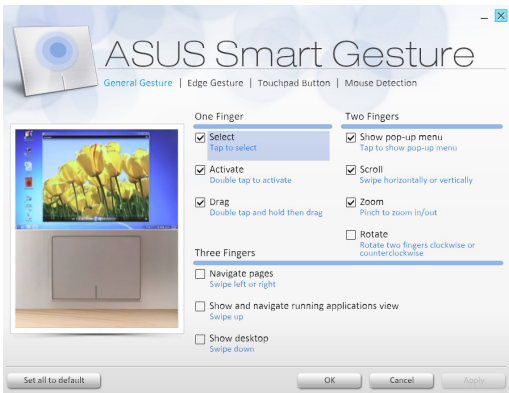 ASUS Smart Gesture
General Gesture | Edge Gesture | Touchpad Button | Mouse Detection
One Finger
Select
Tap to select
Activate
Double tap to activate
Drag
Double tap and hold then drag
Two Fingers
Show pop-up menu
Tap to show pop-up menu
Scroll
Swipe horizontally or vertically
Zoom
Pinch to zoom in/out
Rotate
Rotate two fingers clockwise or
counterclockwise
Three Fingers
Navigate pages
Swipe left or right
Show and navigate running applications view
Swipe up
Show desktop
Swipe down
Set all to default
OK
Cancel
Apply